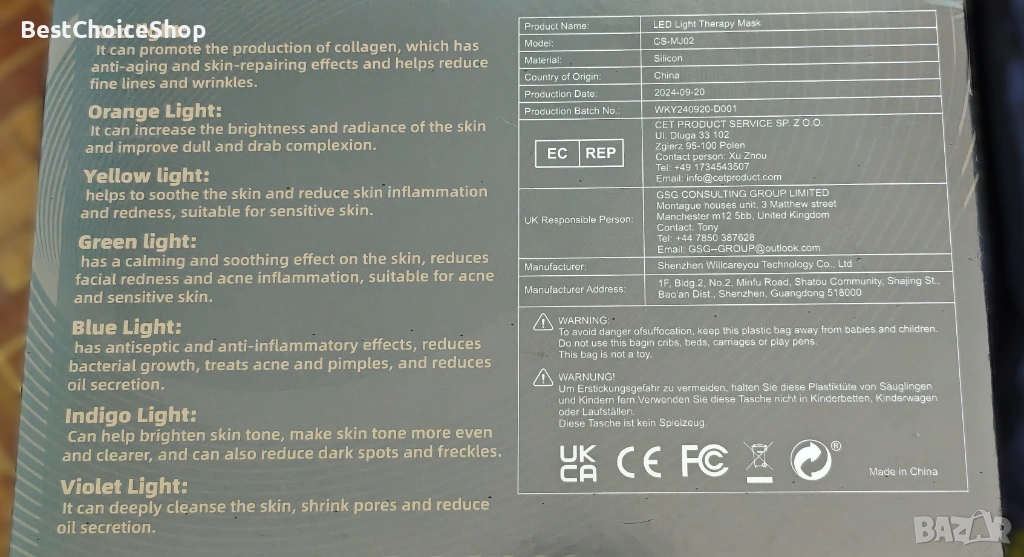 BestChoiceShop
Red light:
It can promote the production of collagen, which has
anti-aging and skin-repairing effects and helps reduce
fine lines and wrinkles.
Orange Light:
It can increase the brightness and radiance of the skin
and improve dull and drab complexion.
Yellow light:
helps to soothe the skin and reduce skin inflammation
and redness, suitable for sensitive skin.
Green light:
has a calming and soothing effect on the skin, reduces
facial redness and acne inflammation, suitable for acne
and sensitive skin.
Blue Light:
has antiseptic and anti-inflammatory effects, reduces
bacterial growth, treats acne and pimples, and reduces
oil secretion.
Indigo Light:
Can help brighten skin tone, make skin tone more even
and clearer, and can also reduce dark spots and freckles.
Violet Light:
It can deeply cleanse the skin, shrink pores and reduce
oil secretion.
Product Name: LED Light Therapy Mask
Model: CS-MJ02
Material: Silicon
Country of Origin: China
Production Date: 2024-09-20
Production Batch No.: WKY240920-D001
EC REP
CET PRODUCT SERVICE SP. Z O.O.
Ul. Dluga 33 102
Zgierz 95-100 Polen
Contact person: Xu Zhou
Tel: +49 1734543507
Email: info@cetproduct.com
UK Responsible Person:
GSG CONSULTING GROUP LIMITED
Montague houses unit, 3 Matthew street
Manchester m12 5bb, United Kingdom
Contact: Tony
Tel: +44 7850 387628
Email: GSG--GROUP@outlook.com
Manufacturer: Shenzhen Willcareyou Technology Co., Ltd
Manufacturer Address: 1F, Bldg.2, No.2, Minfu Road, Shatou Community, Shajing St.,
Bao'an Dist., Shenzhen, Guangdong 518000
WARNING:
To avoid danger ofsuffocation, keep this plastic bag away from babies and children.
Do not use this bagin cribs, beds, carriages or play pens.
This bag is not a toy.
WARNUNG!
Um Erstickungsgefahr zu vermeiden, halten Sie diese Plastiktüte von Säuglingen
und Kindern fern.Verwenden Sie diese Tasche nicht in Kinderbetten, Kinderwagen
oder Laufställen.
Diese Tasche ist kein Spielzeug.
UK
CA CE FC ®
Made in China
BAZAR